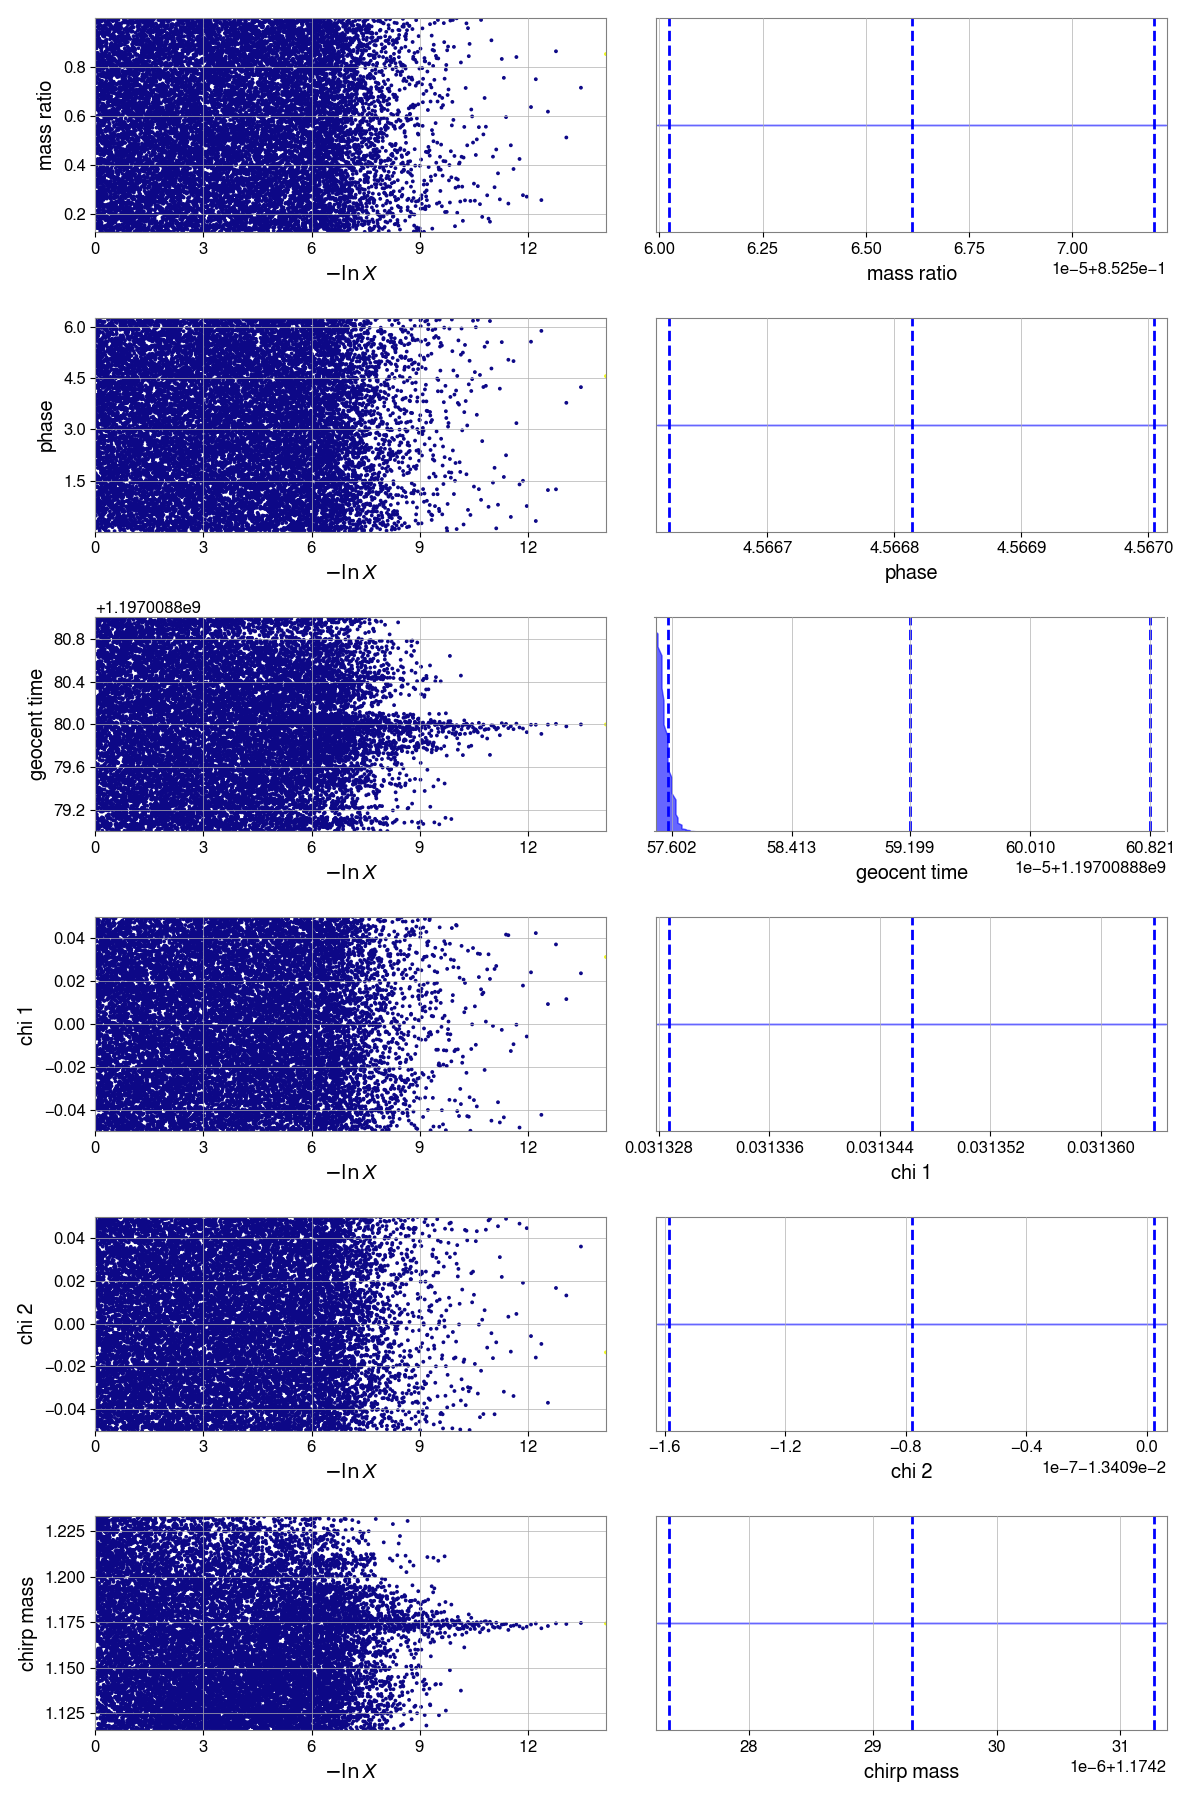 mass ratio
0.8
0.6
0.4
0.2
0 3 6 9 12
−ln X
6.00 6.25 6.50 6.75 7.00
1e−5+8.525e−1
mass ratio
phase
6.0
4.5
3.0
1.5
0 3 6 9 12
−ln X
4.5667 4.5668 4.5669 4.5670
phase
+1.1970088e9
geocent time
80.8
80.4
80.0
79.6
79.2
0 3 6 9 12
−ln X
57.602 58.413 59.199 60.010 60.821
1e−5+1.19700888e9
geocent time
chi 1
0.04
0.02
0.00
−0.02
−0.04
0 3 6 9 12
−ln X
0.031328 0.031336 0.031344 0.031352 0.031360
chi 1
chi 2
0.04
0.02
0.00
−0.02
−0.04
0 3 6 9 12
−ln X
−1.6 −1.2 −0.8 −0.4 0.0
1e−7−1.3409e−2
chi 2
chirp mass
1.225
1.200
1.175
1.150
1.125
0 3 6 9 12
−ln X
28 29 30 31
1e−6+1.1742
chirp mass